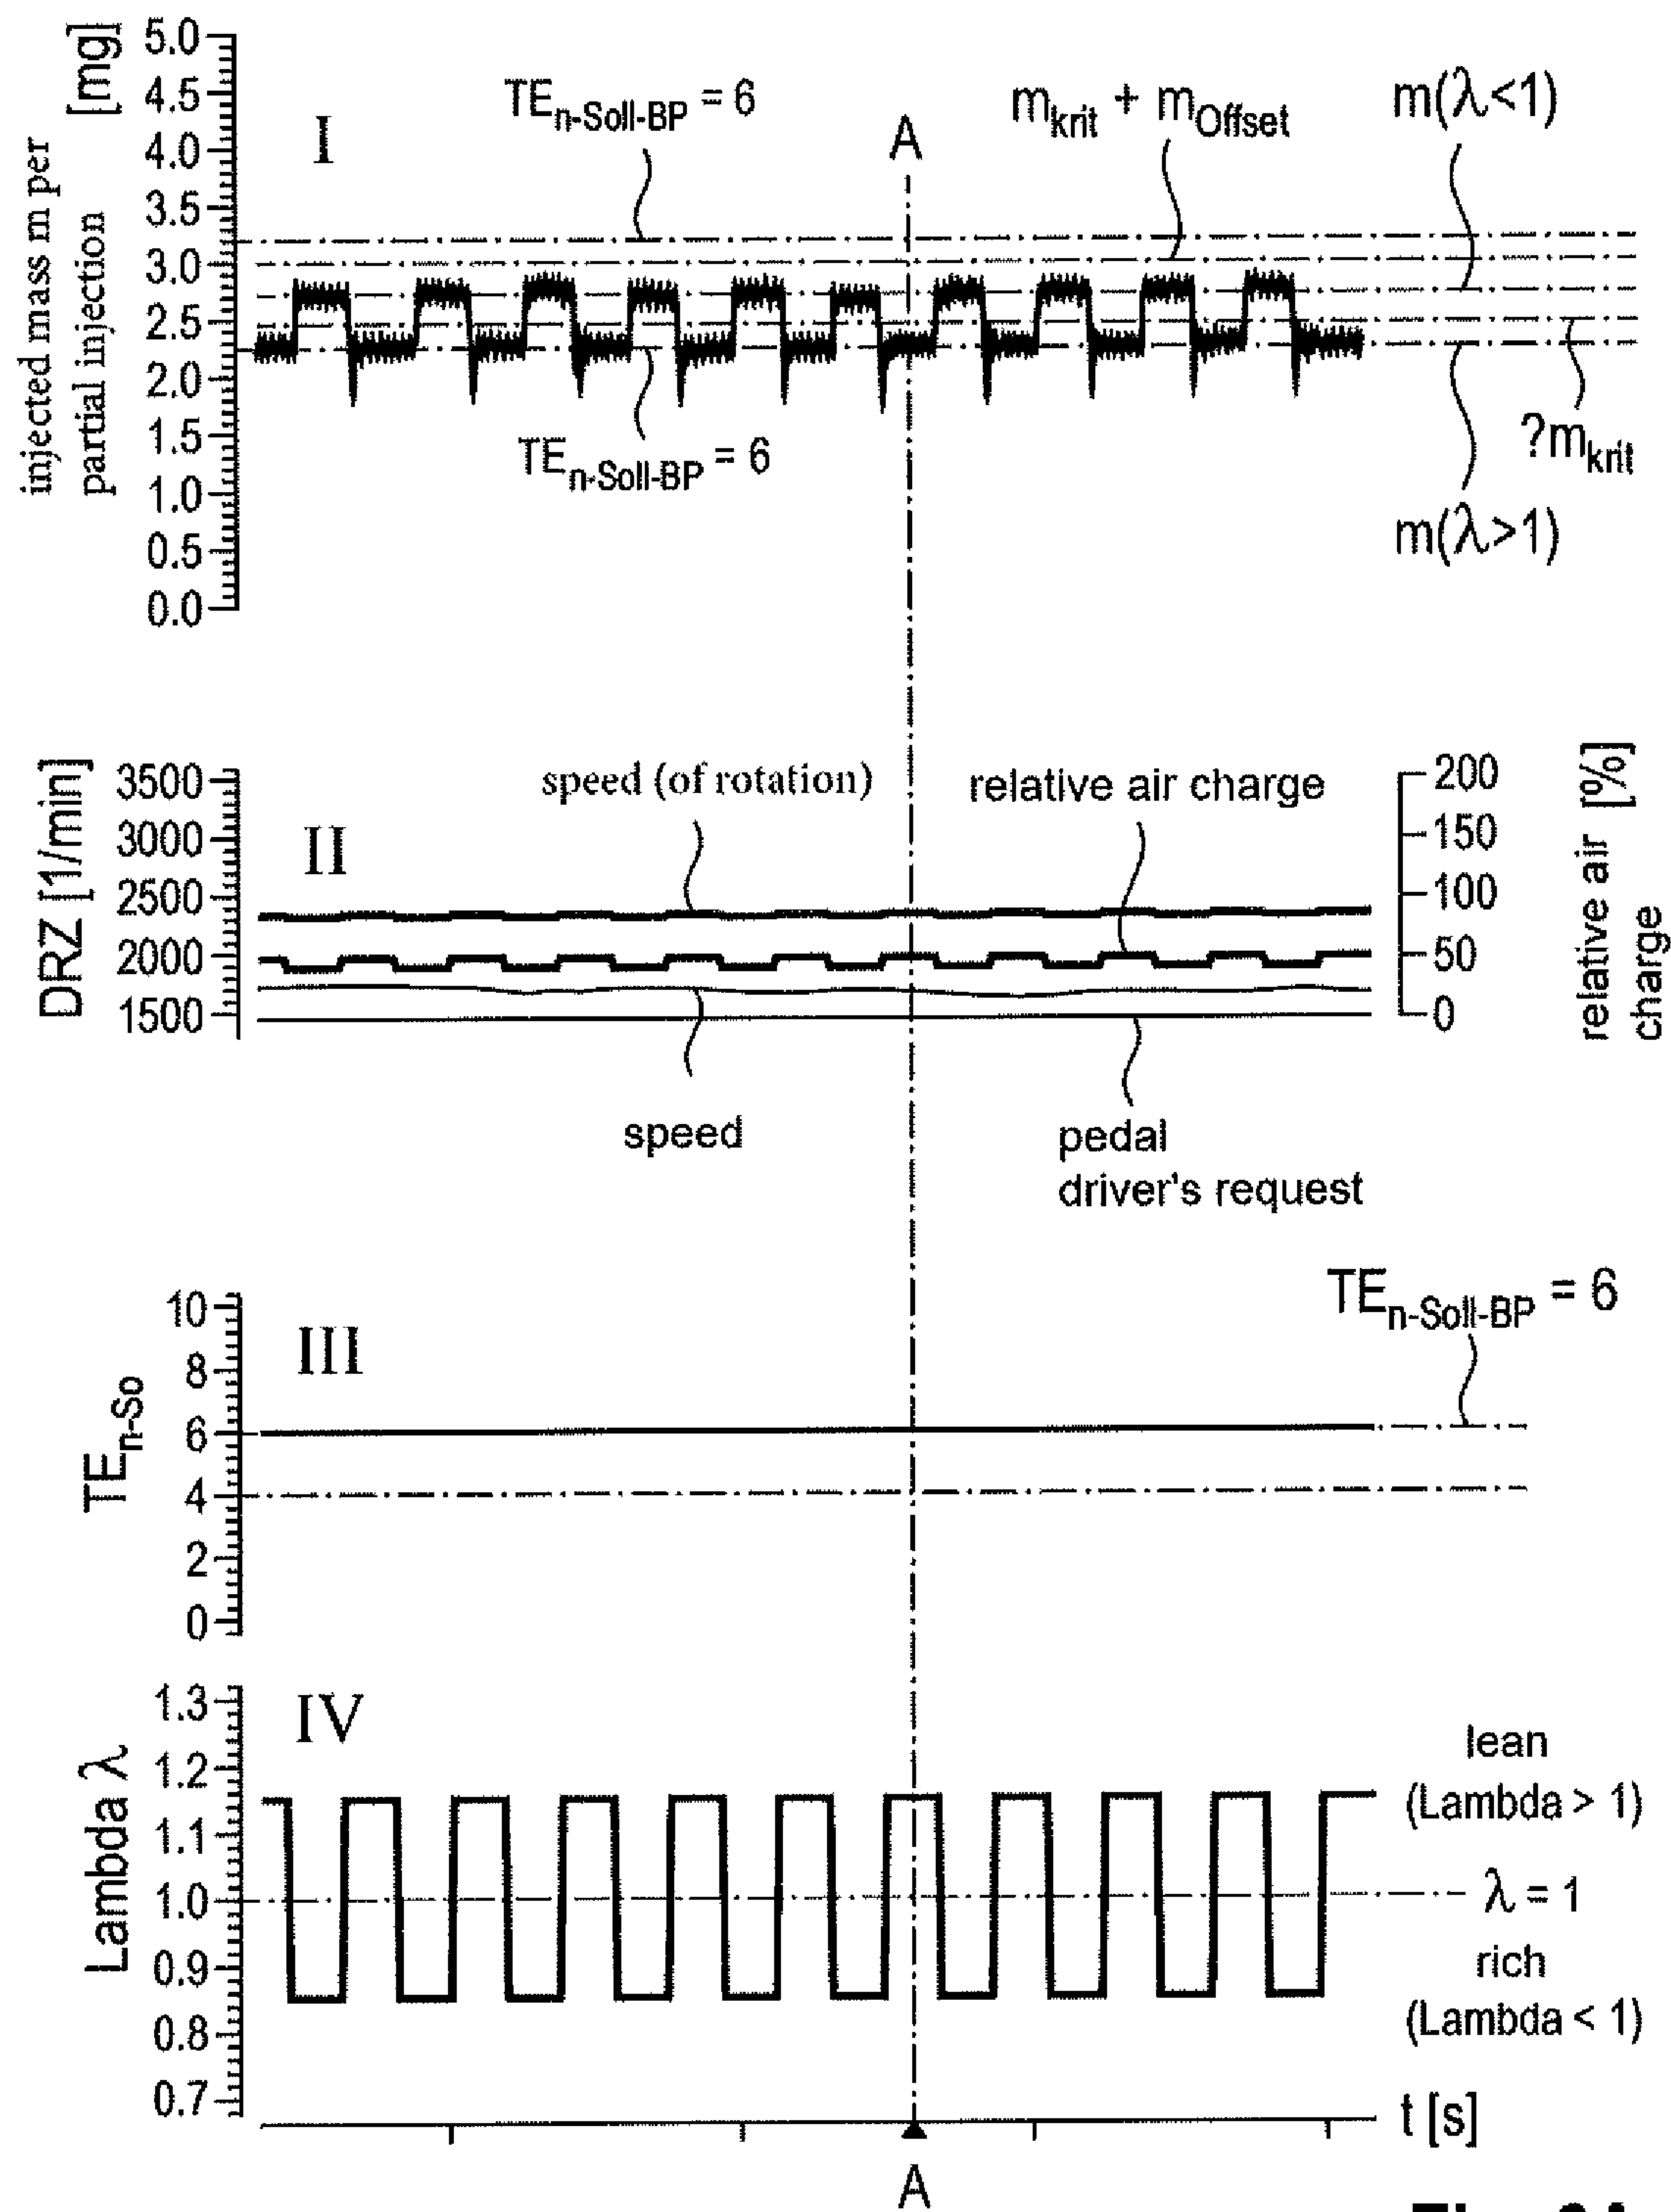 injected mass m per
partial injection [mg]
5.0
4.5
4.0
3.5
3.0
2.5
2.0
1.5
1.0
0.5
0.0
I
TEn-Soll-BP = 6
A
mkrit + mOffset
m(λ<1)
TEn-Soll-BP = 6
?mkrit
m(λ>1)
DRZ [1/min]
3500
3000
2500
2000
1500
II
speed (of rotation)
relative air charge
200
150
100
50
0
relative air [%]
charge
speed
pedal
driver's request
TEn-So
10
8
6
4
2
0
III
TEn-Soll-BP = 6
Lambda λ
1.3
1.2
1.1
1.0
0.9
0.8
0.7
IV
lean
(Lambda > 1)
λ = 1
rich
(Lambda < 1)
t [s]
A